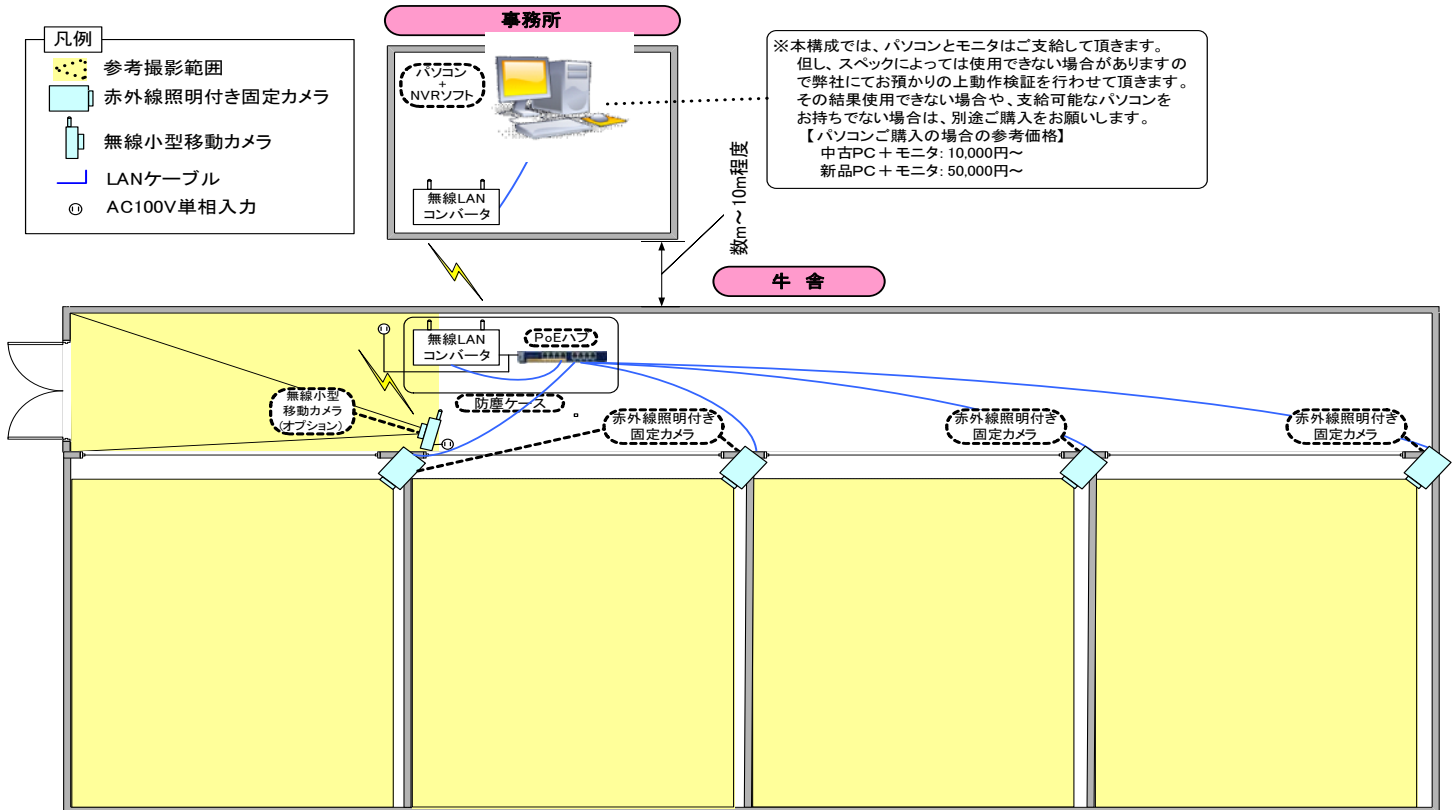 事務所
凡例
参考撮影範囲
赤外線照明付き固定カメラ
無線小型移動カメラ
LANケーブル
AC100V単相入力
パソコン
+
NVRソフト
無線LAN
コンバータ
※本構成では、パソコンとモニタはご支給して頂きます。
但し、スペックによっては使用できない場合がありますの
で弊社にてお預かりの上動作検証を行わせて頂きます。
その結果使用できない場合や、支給可能なパソコンを
お持ちでない場合は、別途ご購入をお願いします。
【パソコンご購入の場合の参考価格】
中古PC+モニタ: 10,000円~
新品PC+モニタ: 50,000円~
数m~10m程度
牛 舎
無線LAN
コンバータ
PoEハブ
防塵ケース
無線小型
移動カメラ
(オプション)
赤外線照明付き
固定カメラ
赤外線照明付き
固定カメラ
赤外線照明付き
固定カメラ